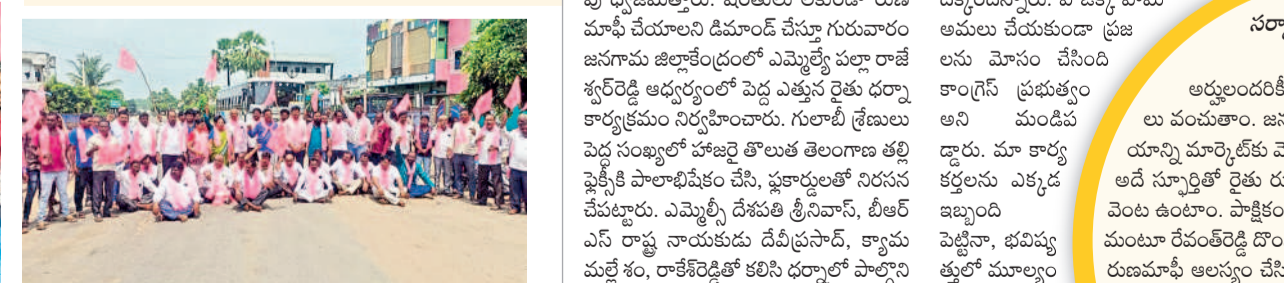 మాఫీ చేయాలని డిమాండ్ చేస్తూ గురువారం
జనగామ జిల్లాకేంద్రంలో ఎమ్మెల్యే పల్లా రాజే
శ్వర్‌రెడ్డి ఆధ్వర్యంలో పెద్ద ఎత్తున రైతు ధర్నా
కార్యక్రమం నిర్వహించారు. గులాబీ శ్రేణులు
పెద్ద సంఖ్యలో హాజరై తొలుత తెలంగాణ తల్లి
ఫ్లెక్సీకి పాలాభిషేకం చేసి, ప్లకార్డులతో నిరసన
చేపట్టారు. ఎమ్మెల్సీ దేశపతి శ్రీనివాస్, బీఆర్
ఎస్ రాష్ట్ర నాయకుడు దేవీప్రసాద్, క్యామ
మల్లేశం, రాకేశ్‌రెడ్డితో కలిసి ధర్నాలో పాల్గొని
అమలు చేయకుండా ప్రజ
లను మోసం చేసింది
కాంగ్రెస్ ప్రభుత్వం
అని మండిప
డ్డారు. మా కార్య
కర్తలను ఎక్కడ
ఇబ్బంది
పెట్టినా, భవిష్య
త్తులో మూల్యం
అర్హులందరికీ
లు వంచుతాం.
యాన్ని మార్కెట్‌కు
అదే స్ఫూర్తితో రైతు
వెంట ఉంటాం.
మంటూ రేవంత్‌రెడ్డి
రుణమాఫీ ఆలస్యం